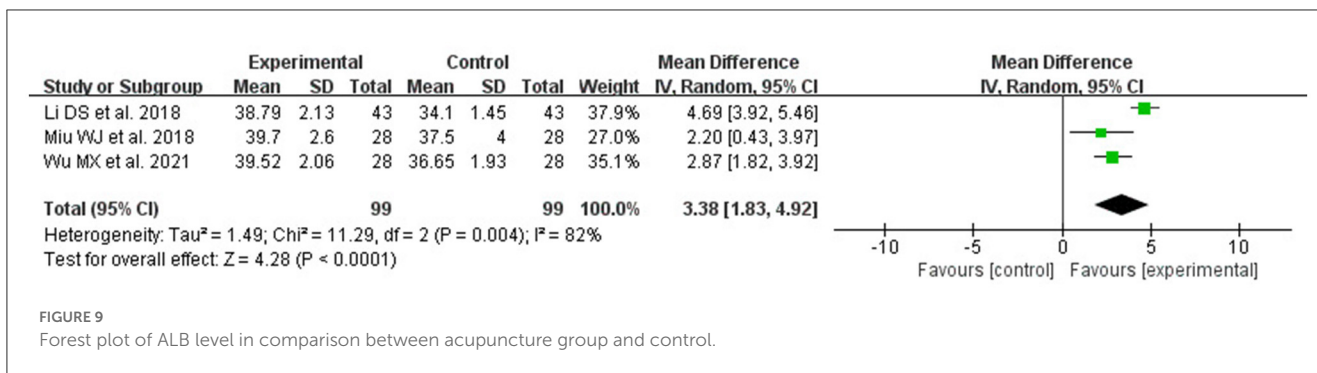 Experimental Control Mean Difference Mean Difference
Study or Subgroup Mean SD Total Mean SD Total Weight IV, Random, 95% CI IV, Random, 95% CI
Li DS et al. 2018 38.79 2.13 43 34.1 1.45 43 37.9% 4.69 [3.92, 5.46]
Miu WJ et al. 2018 39.7 2.6 28 37.5 4 28 27.0% 2.20 [0.43, 3.97]
Wu MX et al. 2021 39.52 2.06 28 36.65 1.93 28 35.1% 2.87 [1.82, 3.92]
Total (95% CI) 99 99 100.0% 3.38 [1.83, 4.92]
Heterogeneity: Tau² = 1.49; Chi² = 11.29, df = 2 (P = 0.004); I² = 82%
Test for overall effect: Z = 4.28 (P < 0.0001)
-10 -5 0 5 10
Favours [control] Favours [experimental]
FIGURE 9
Forest plot of ALB level in comparison between acupuncture group and control.